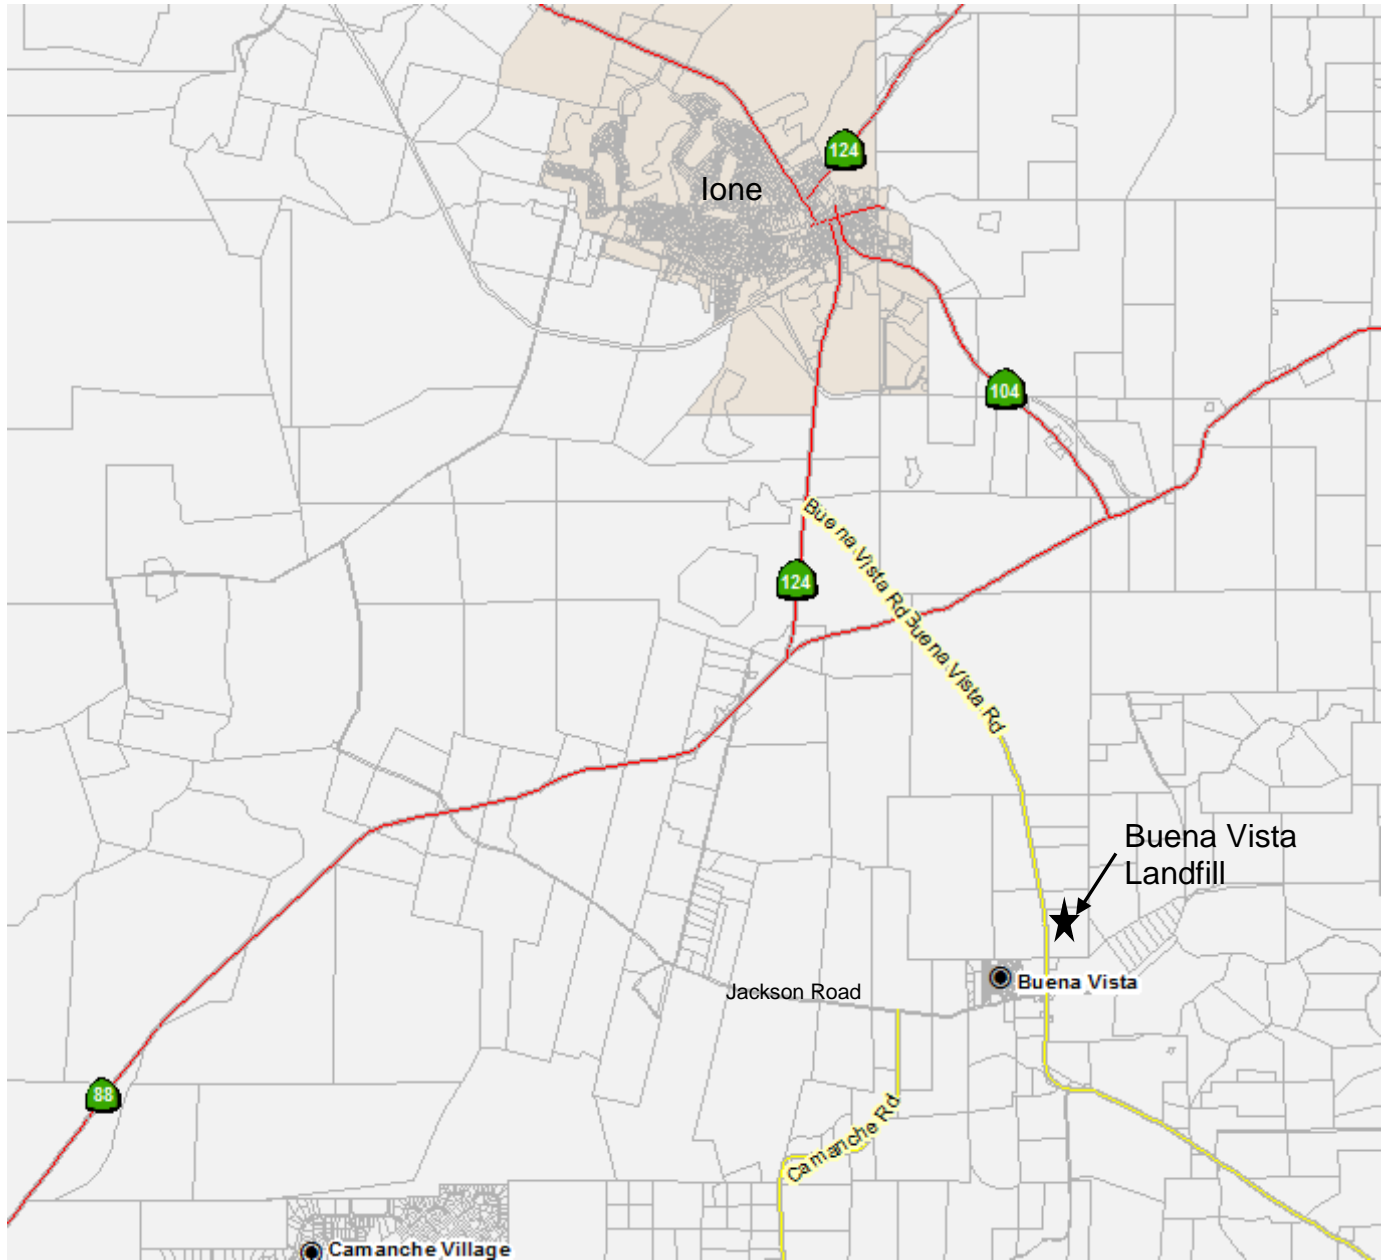 124
Ione
104
Buena Vista Rd
124
Buena Vista Rd
Buena Vista
Landfill
Buena Vista
Jackson Road
88
Camanche Rd
Camanche Village